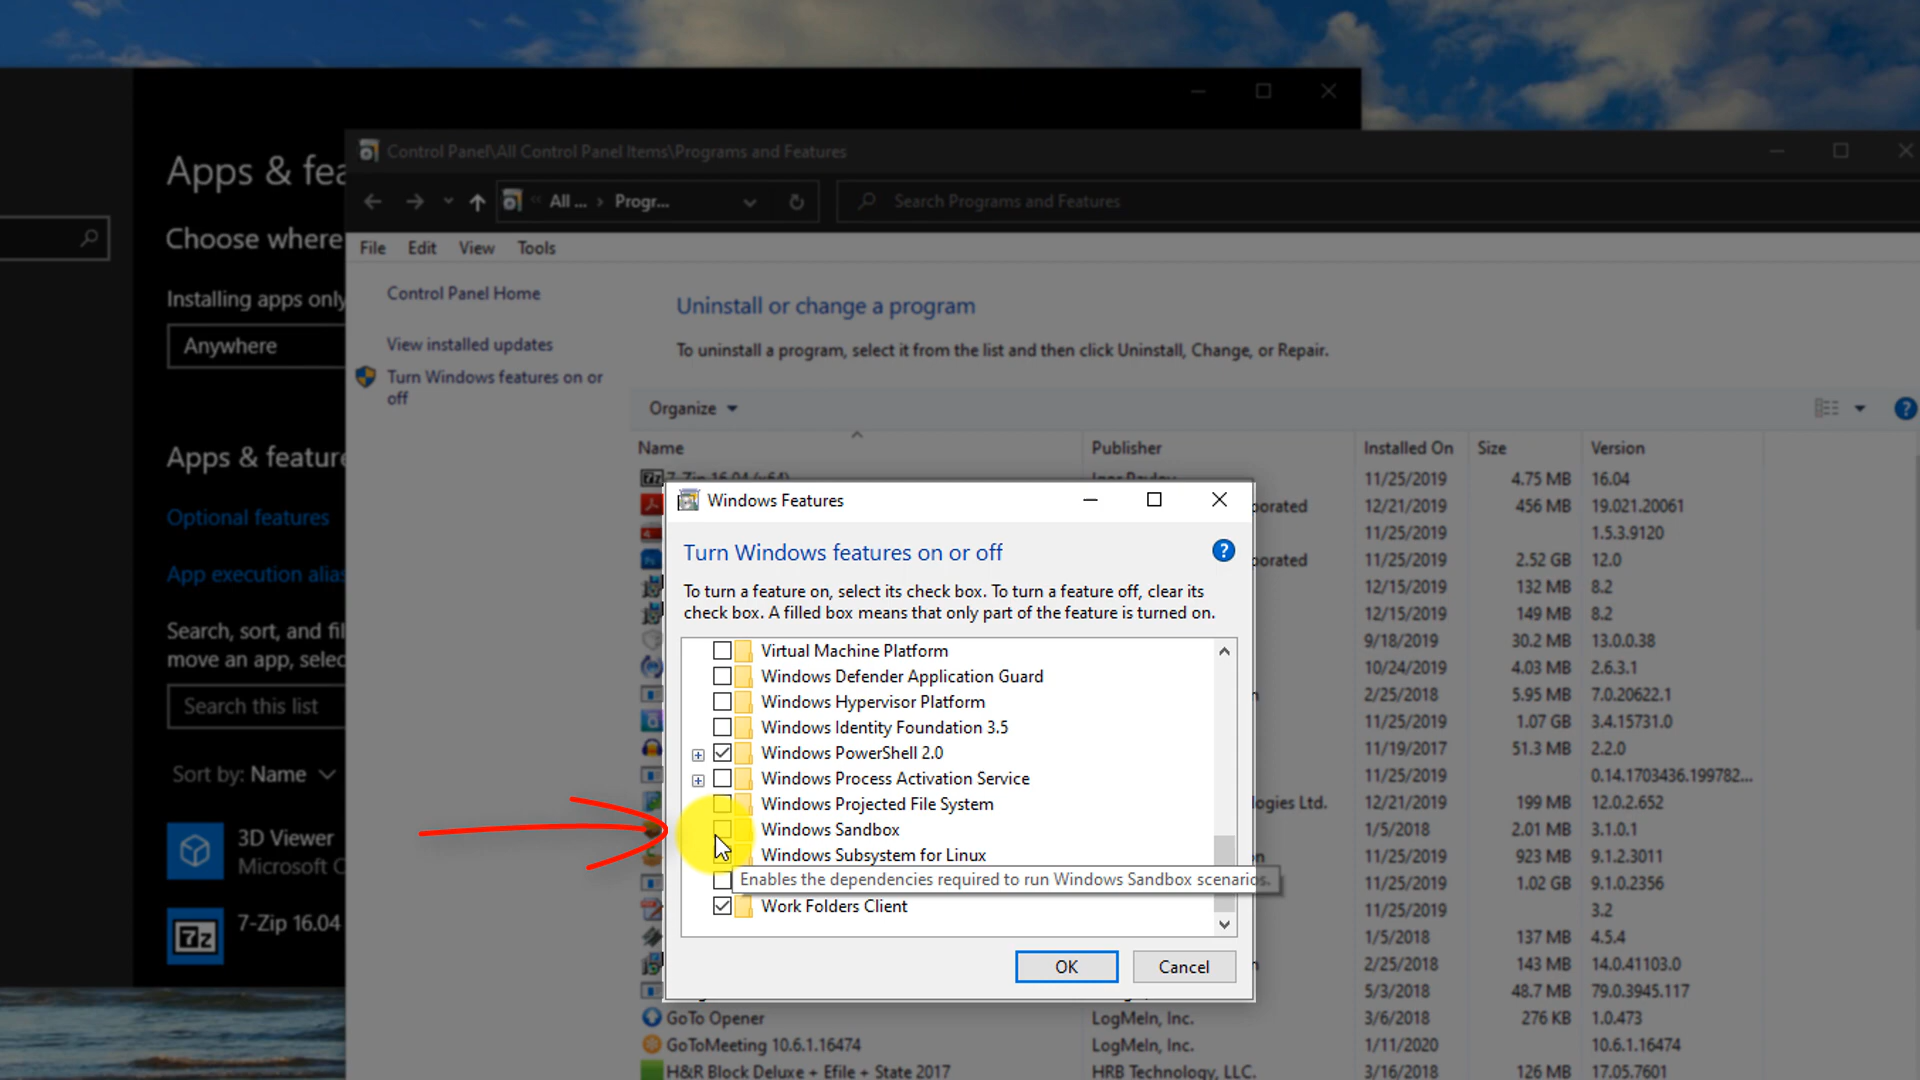 Apps & fea
Choose where
Installing apps only
Anywhere
Apps & feature
Optional features
App execution alias
Search, sort, and fil
move an app, selec
Search this list
Sort by: Name
3D Viewer
Microsoft C
7-Zip 16.04
Control Panel\All Control Panel Items\Programs and Features
All ... Progr...
Search Programs and Features
File Edit View Tools
Control Panel Home
View installed updates
Turn Windows features on or
off
Uninstall or change a program
To uninstall a program, select it from the list and then click Uninstall, Change, or Repair.
Organize
Name Publisher Installed On Size Version
7-Zip 16.04 (x64) Igor Pavlov 11/25/2019 4.75 MB 16.04
orated 12/21/2019 456 MB 19.021.20061
11/25/2019 1.5.3.9120
orated 11/25/2019 2.52 GB 12.0
12/15/2019 132 MB 8.2
12/15/2019 149 MB 8.2
9/18/2019 30.2 MB 13.0.0.38
10/24/2019 4.03 MB 2.6.3.1
2/25/2018 5.95 MB 7.0.20622.1
11/25/2019 1.07 GB 3.4.15731.0
11/19/2017 51.3 MB 2.2.0
11/25/2019 0.14.1703436.199782...
logies Ltd. 12/21/2019 199 MB 12.0.2.652
1/5/2018 2.01 MB 3.1.0.1
11/25/2019 923 MB 9.1.2.3011
11/25/2019 1.02 GB 9.1.0.2356
11/25/2019 3.2
1/5/2018 137 MB 4.5.4
2/25/2018 143 MB 14.0.41103.0
5/3/2018 48.7 MB 79.0.3945.117
GoTo Opener LogMeIn, Inc. 3/6/2018 276 KB 1.0.473
GoToMeeting 10.6.1.16474 LogMeIn, Inc. 1/11/2020 10.6.1.16474
H&R Block Deluxe + Efile + State 2017 HRB Technology, LLC. 3/16/2018 126 MB 17.05.7601
Windows Features
Turn Windows features on or off
To turn a feature on, select its check box. To turn a feature off, clear its
check box. A filled box means that only part of the feature is turned on.
Virtual Machine Platform
Windows Defender Application Guard
Windows Hypervisor Platform
Windows Identity Foundation 3.5
Windows PowerShell 2.0
Windows Process Activation Service
Windows Projected File System
Windows Sandbox
Windows Subsystem for Linux
Enables the dependencies required to run Windows Sandbox scenarios.
Work Folders Client
OK Cancel